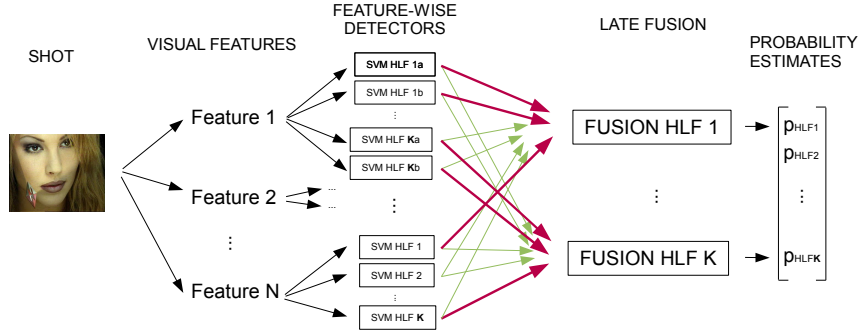 SHOT
VISUAL FEATURES
FEATURE-WISE
DETECTORS
LATE FUSION
PROBABILITY
ESTIMATES
Feature 1
Feature 2
⋮
Feature N
SVM HLF 1a
SVM HLF 1b
⋮
SVM HLF Ka
SVM HLF Kb
...
...
⋮
SVM HLF 1
SVM HLF 2
⋮
SVM HLF K
FUSION HLF 1
⋮
FUSION HLF K
pHLF1
pHLF2
⋮
pHLFK